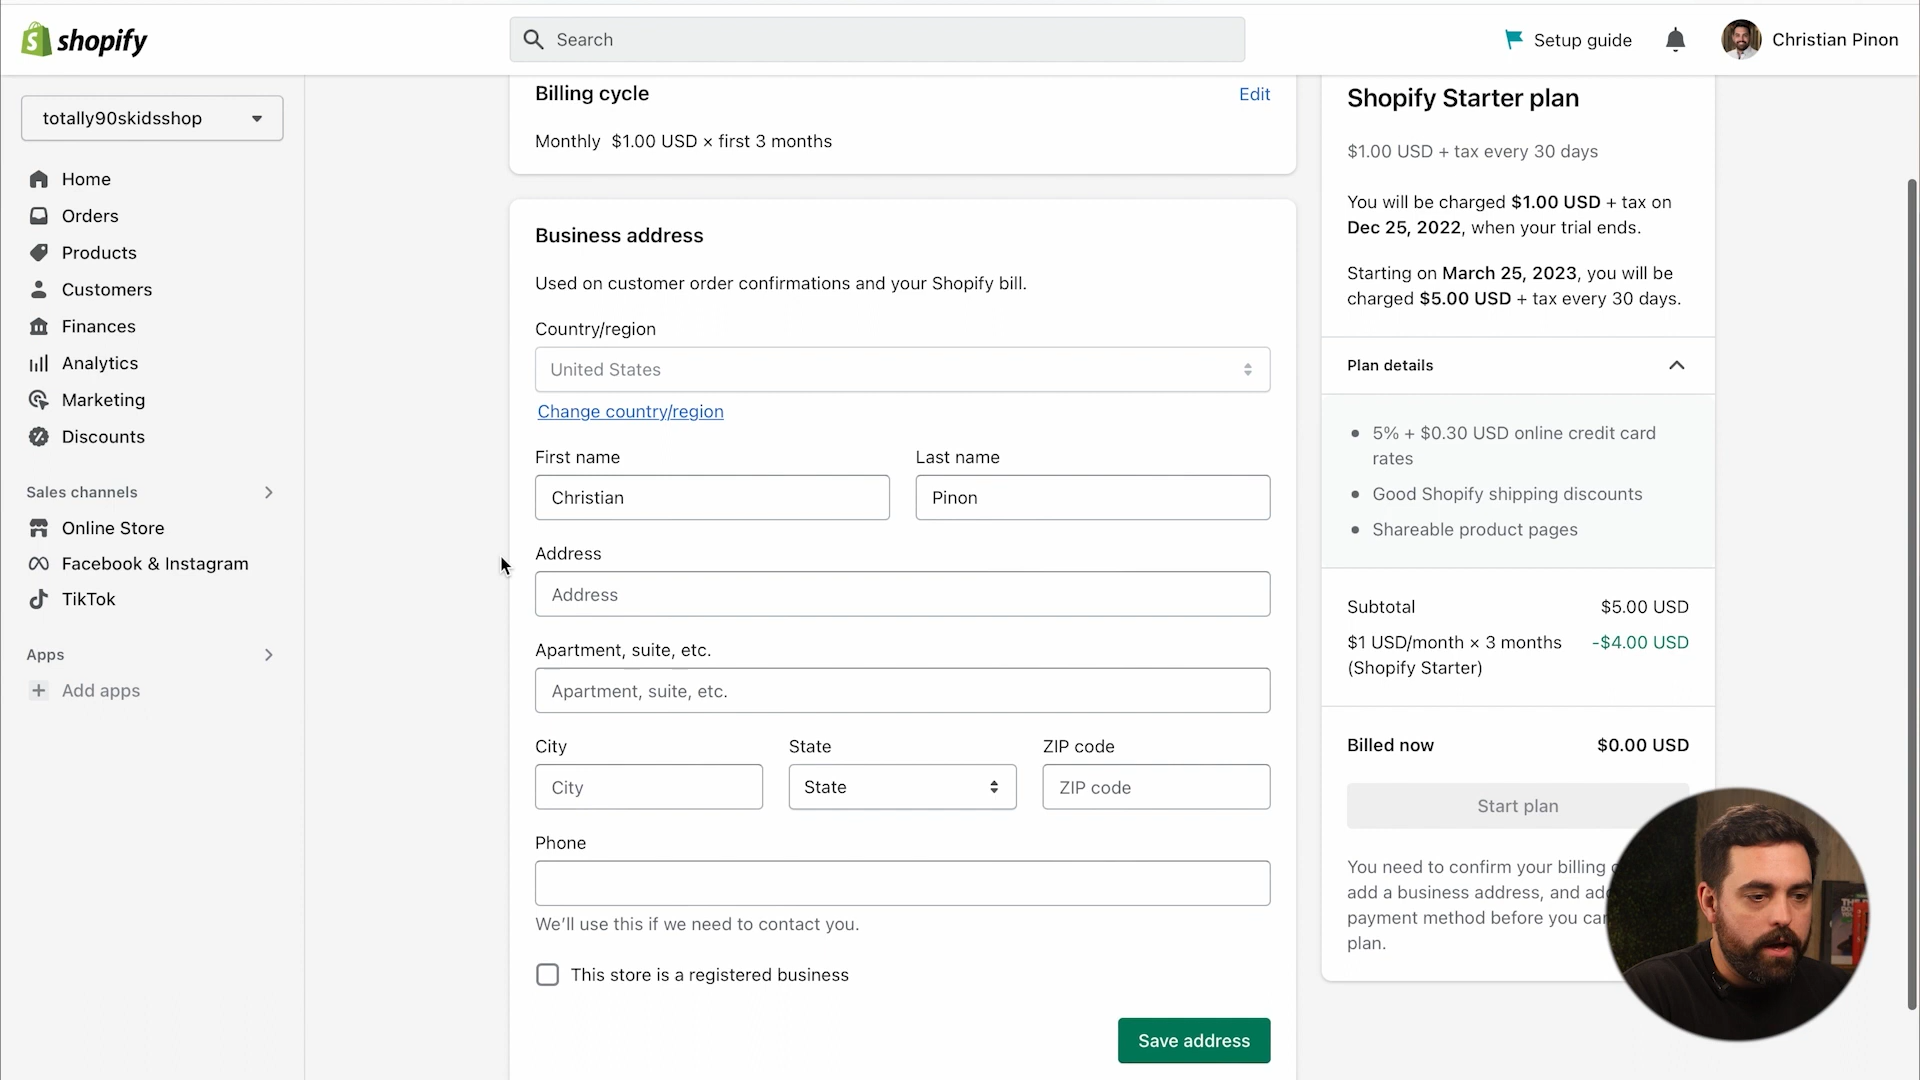 shopify
Search
Setup guide
Christian Pinon
totally90skidsshop
Home
Orders
Products
Customers
Finances
Analytics
Marketing
Discounts
Sales channels
Online Store
Facebook & Instagram
TikTok
Apps
Add apps
Billing cycle
Edit
Monthly $1.00 USD × first 3 months
Business address
Used on customer order confirmations and your Shopify bill.
Country/region
United States
Change country/region
First name
Last name
Christian
Pinon
Address
Address
Apartment, suite, etc.
Apartment, suite, etc.
City
State
ZIP code
City
State
ZIP code
Phone
We'll use this if we need to contact you.
This store is a registered business
Save address
Shopify Starter plan
$1.00 USD + tax every 30 days
You will be charged $1.00 USD + tax on
Dec 25, 2022, when your trial ends.
Starting on March 25, 2023, you will be
charged $5.00 USD + tax every 30 days.
Plan details
5% + $0.30 USD online credit card
rates
Good Shopify shipping discounts
Shareable product pages
Subtotal
$5.00 USD
$1 USD/month × 3 months
-$4.00 USD
(Shopify Starter)
Billed now
$0.00 USD
Start plan
You need to confirm your billing
add a business address, and
payment method before you
plan.